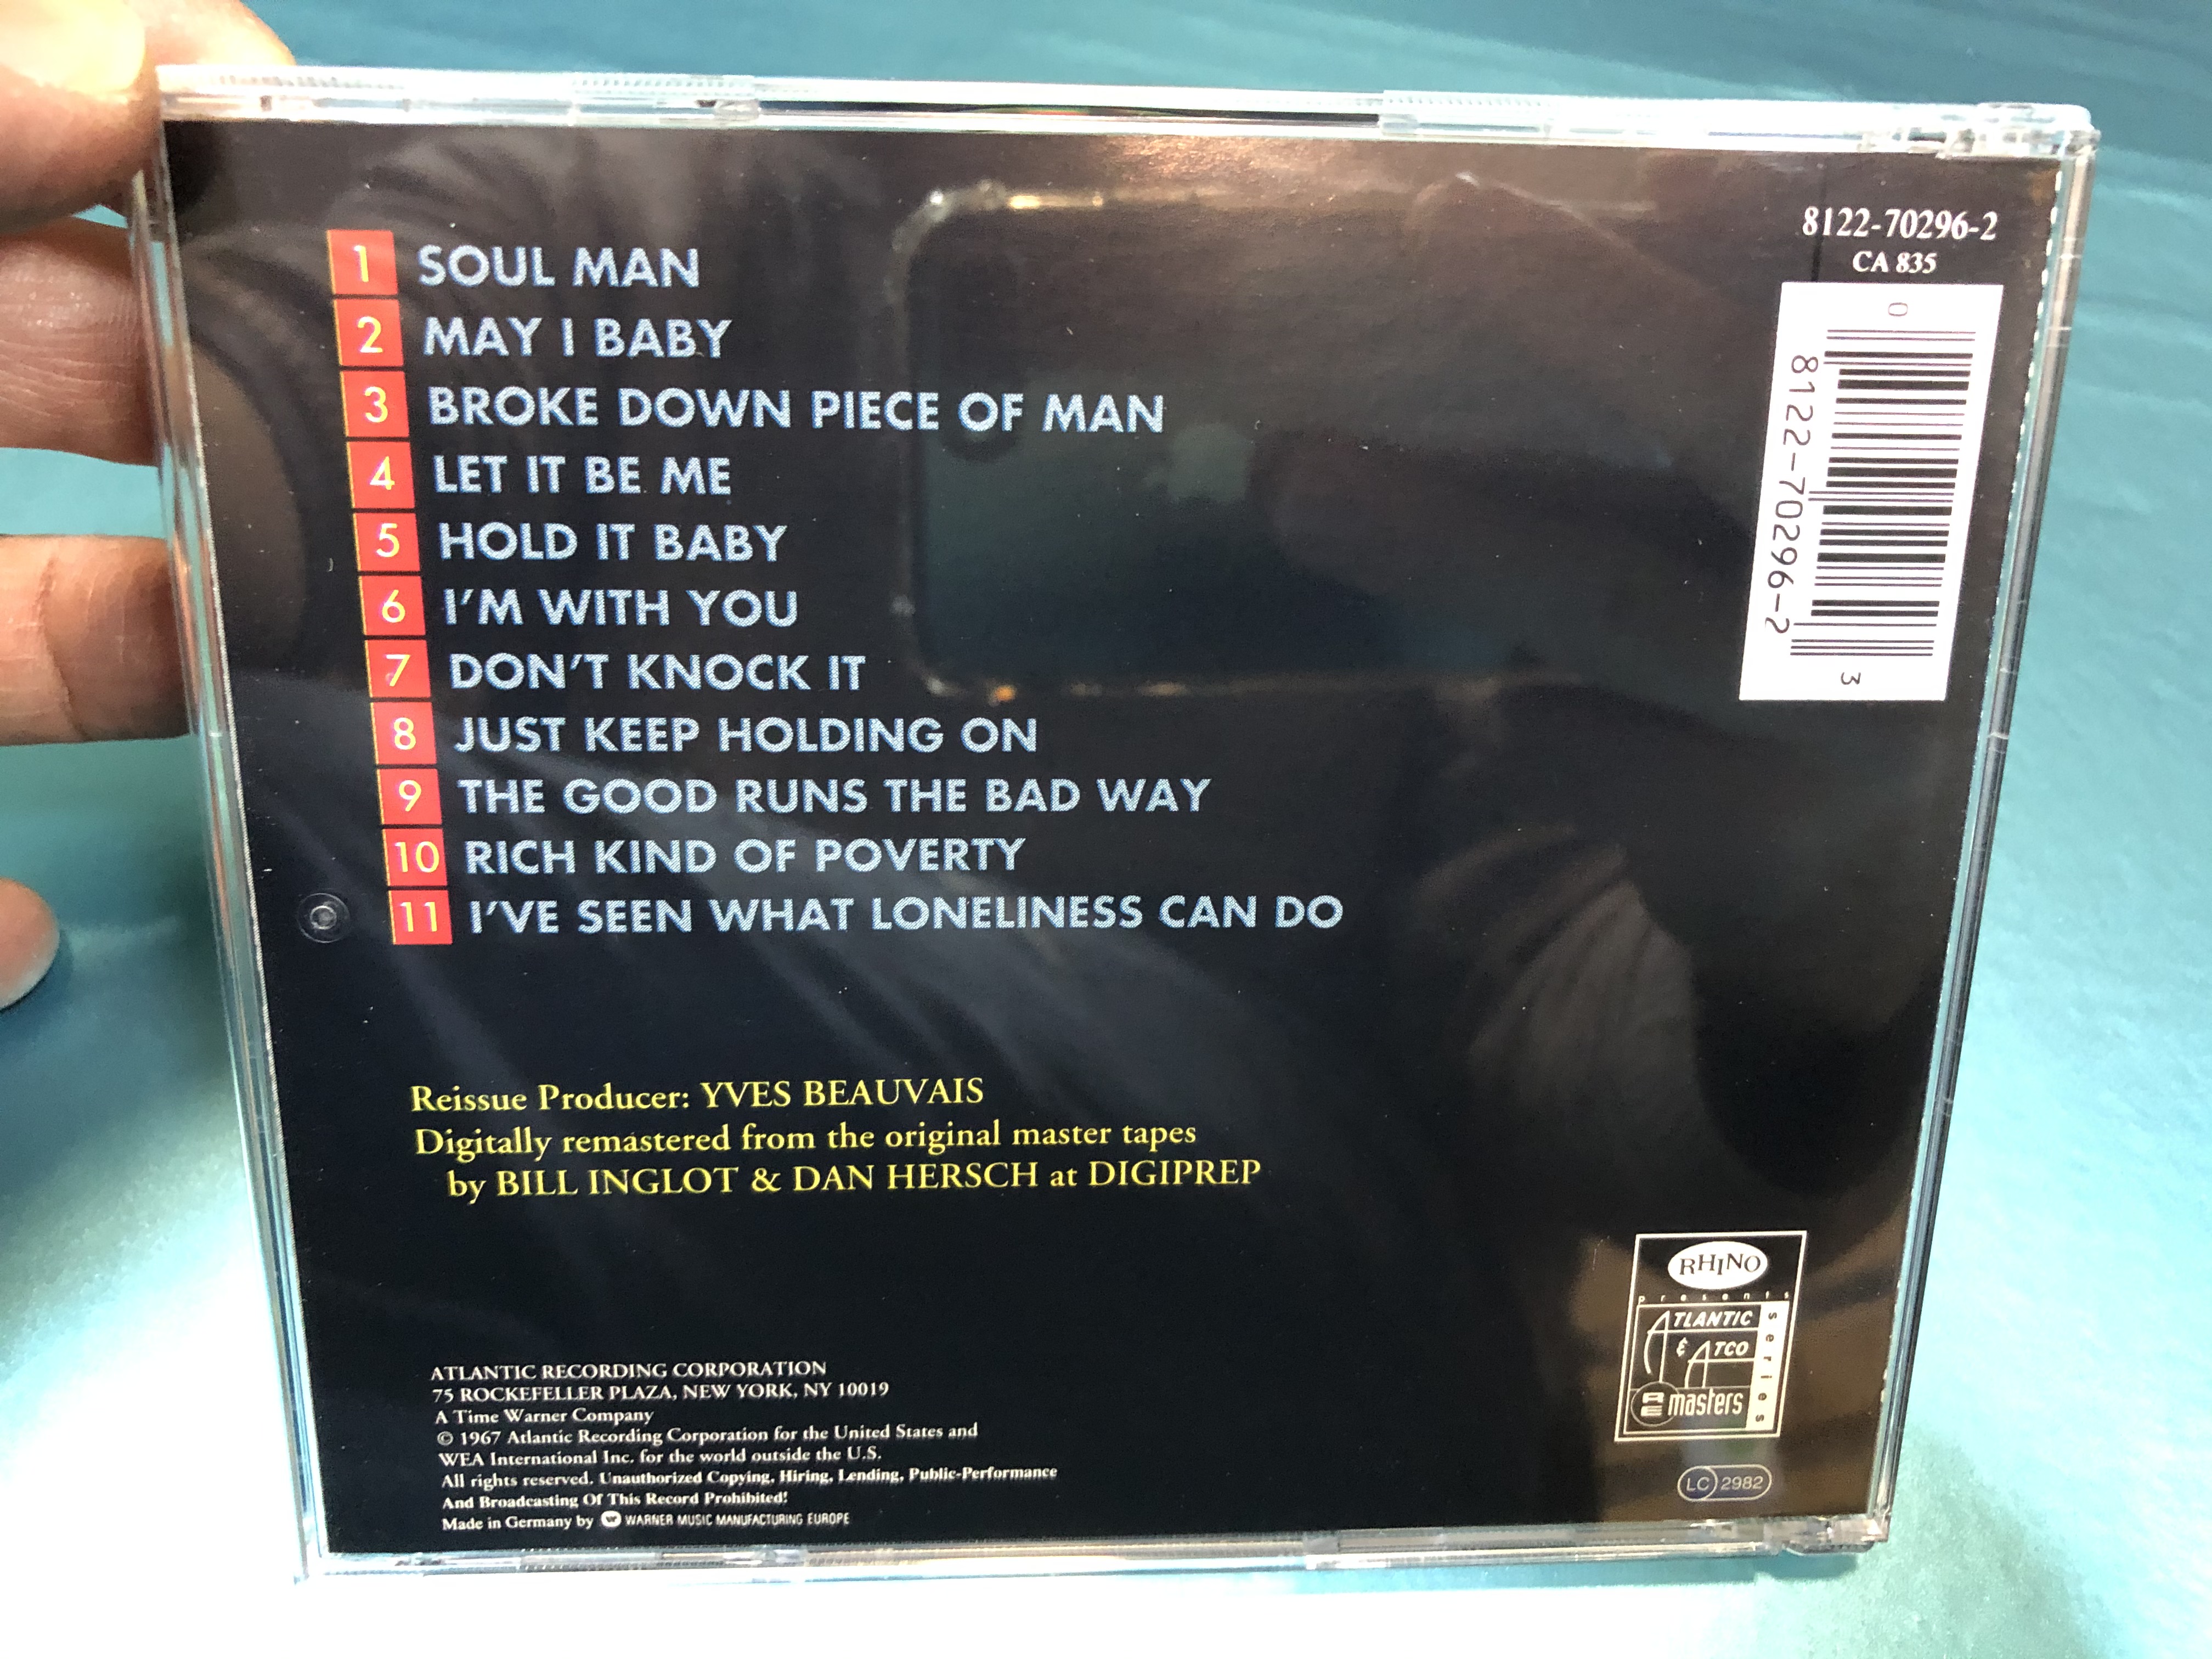 1 SOUL MAN
2 MAY I BABY
3 BROKE DOWN PIECE OF MAN
4 LET IT BE ME
5 HOLD IT BABY
6 I'M WITH YOU
7 DON'T KNOCK IT
8 JUST KEEP HOLDING ON
9 THE GOOD RUNS THE BAD WAY
10 RICH KIND OF POVERTY
11 I'VE SEEN WHAT LONELINESS CAN DO
8122-70296-2
CA 835
0 8122-70296-2 3
Reissue Producer: YVES BEAUVAIS
Digitally remastered from the original master tapes
by BILL INGLOT & DAN HERSCH at DIGIPREP
ATLANTIC RECORDING CORPORATION
75 ROCKEFELLER PLAZA, NEW YORK, NY 10019
A Time Warner Company
© 1967 Atlantic Recording Corporation for the United States and
WEA International Inc. for the world outside the U.S.
All rights reserved. Unauthorized Copying, Hiring, Lending, Public-Performance
And Broadcasting Of This Record Prohibited!
Made in Germany by WARNER MUSIC MANUFACTURING EUROPE
RHINO
presents
ATLANTIC
& ATCO
RE masters
series
LC 2982